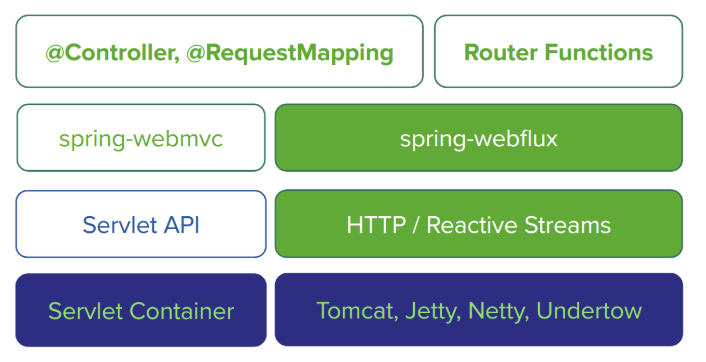 @Controller, @RequestMapping
Router Functions
spring-webmvc
spring-webflux
Servlet API
HTTP / Reactive Streams
Servlet Container
Tomcat, Jetty, Netty, Undertow